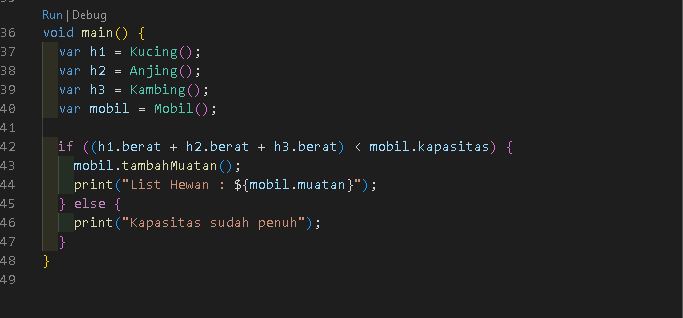 Run | Debug
36 void main() {
37 var h1 = Kucing();
38 var h2 = Anjing();
39 var h3 = Kambing();
40 var mobil = Mobil();
41
42 if ((h1.berat + h2.berat + h3.berat) < mobil.kapasitas) {
43 mobil.tambahMuatan();
44 print("List Hewan : ${mobil.muatan}");
45 } else {
46 print("Kapasitas sudah penuh");
47 }
48 }
49